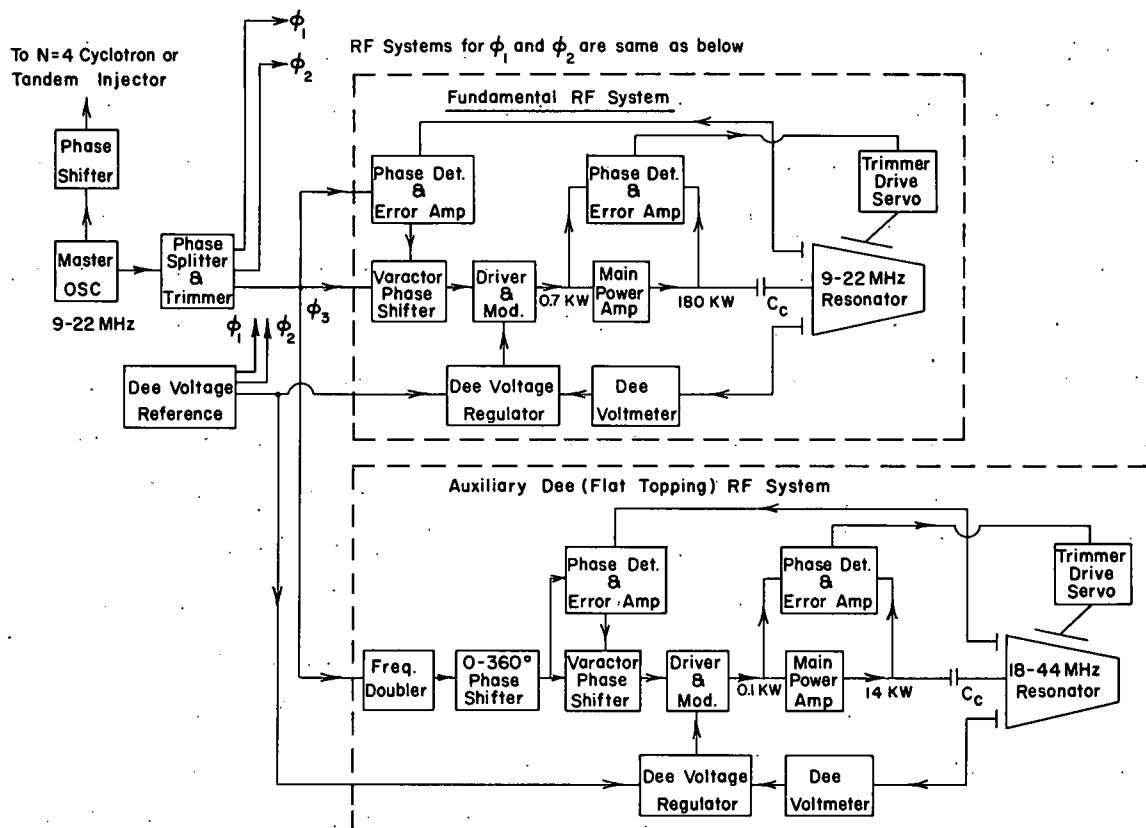 ϕ1
ϕ2
To N=4 Cyclotron or
Tandem Injector
RF Systems for ϕ1 and ϕ2 are same as below
Phase
Shifter
Master
OSC
9-22 MHz
Phase
Splitter
&
Trimmer
ϕ3
ϕ1
ϕ2
Dee Voltage
Reference
Fundamental RF System
Phase Det.
&
Error Amp
Phase Det.
&
Error Amp
Trimmer
Drive
Servo
Varactor
Phase
Shifter
Driver
&
Mod.
0.7 KW
Main
Power
Amp
180 KW
CC
9-22 MHz
Resonator
Dee Voltage
Regulator
Dee
Voltmeter
Auxiliary Dee (Flat Topping) RF System
Phase Det.
&
Error Amp
Phase Det.
&
Error Amp
Trimmer
Drive
Servo
Freq.
Doubler
0-360°
Phase
Shifter
Varactor
Phase
Shifter
Driver
&
Mod.
0.1 KW
Main
Power
Amp
14 KW
CC
18-44 MHz
Resonator
Dee Voltage
Regulator
Dee
Voltmeter